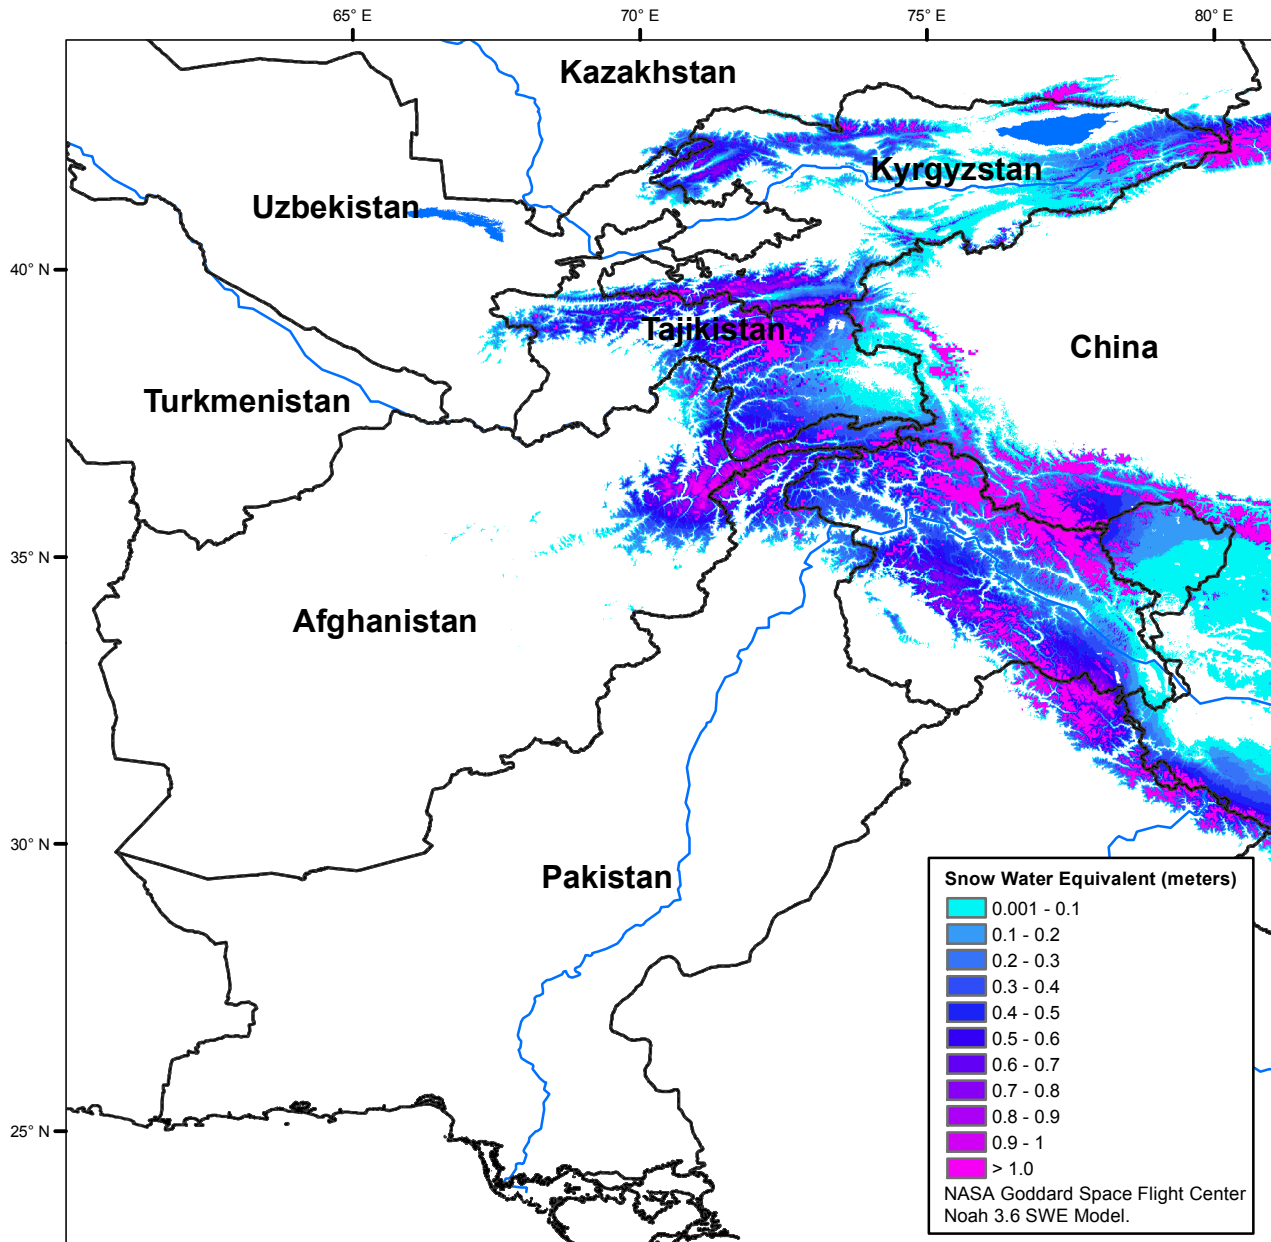 65° E
70° E
75° E
80° E
Kazakhstan
Kyrgyzstan
Uzbekistan
40° N
Tajikistan
China
Turkmenistan
35° N
Afghanistan
30° N
Pakistan
Snow Water Equivalent (meters)
0.001 - 0.1
0.1 - 0.2
0.2 - 0.3
0.3 - 0.4
0.4 - 0.5
0.5 - 0.6
0.6 - 0.7
0.7 - 0.8
0.8 - 0.9
0.9 - 1
> 1.0
25° N
NASA Goddard Space Flight Center
Noah 3.6 SWE Model.